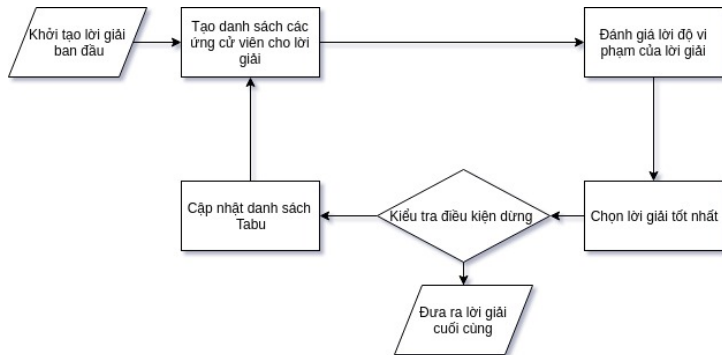 Khởi tạo lời giải
ban đầu
Tạo danh sách các
ứng cử viên cho lời
giải
Đánh giá lời độ vi
phạm của lời giải
Cập nhật danh sách
Tabu
Kiểu tra điều kiện dừng
Chọn lời giải tốt nhất
Đưa ra lời giải
cuối cùng